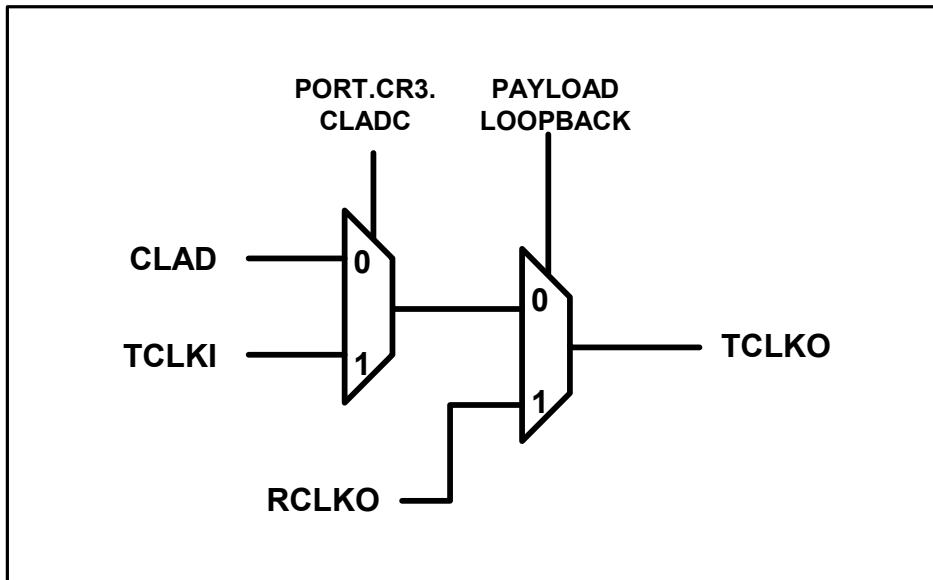 PORT.CR3.
CLADC
PAYLOAD
LOOPBACK
CLAD
0
TCLKI
1
0
1
TCLKO
RCLKO